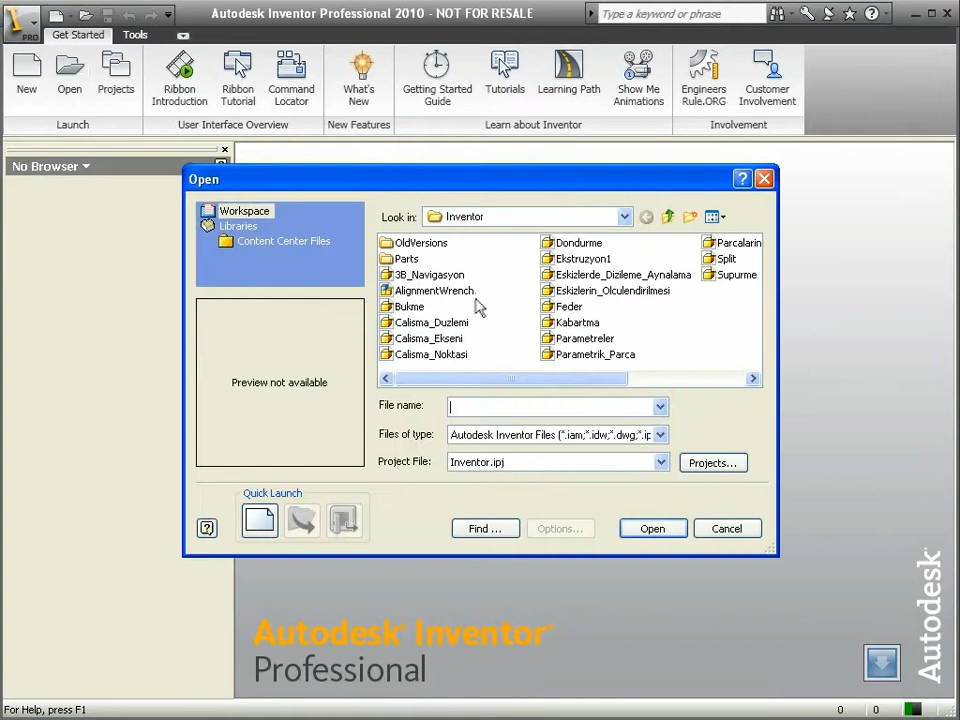 PRO
Autodesk Inventor Professional 2010 - NOT FOR RESALE
Type a keyword or phrase
Get Started
Tools
New
Open
Projects
Ribbon Introduction
Ribbon Tutorial
Command Locator
What's New
Getting Started Guide
Tutorials
Learning Path
Show Me Animations
Engineers Rule.ORG
Customer Involvement
Launch
User Interface Overview
New Features
Learn about Inventor
Involvement
No Browser
Open
Workspace
Libraries
Content Center Files
Look in:
Inventor
OldVersions
Parts
3B_Navigasyon
AlignmentWrench
Bukme
Calisma_Duzlemi
Calisma_Ekseni
Calisma_Noktasi
Dondurme
Ekstruzyon1
Eskizlerde_Dizileme_Aynalama
Eskizlerin_Olculendirilmesi
Feder
Kabartma
Parametreler
Parametrik_Parca
Parcalarin
Split
Supurme
Preview not available
File name:
Files of type:
Autodesk Inventor Files (*.iam;*.idw;*.dwg;*.ip
Project File:
Inventor.ipj
Projects...
Quick Launch
Find ...
Options...
Open
Cancel
Autodesk® Inventor®
Professional
Autodesk®
For Help, press F1
0
0